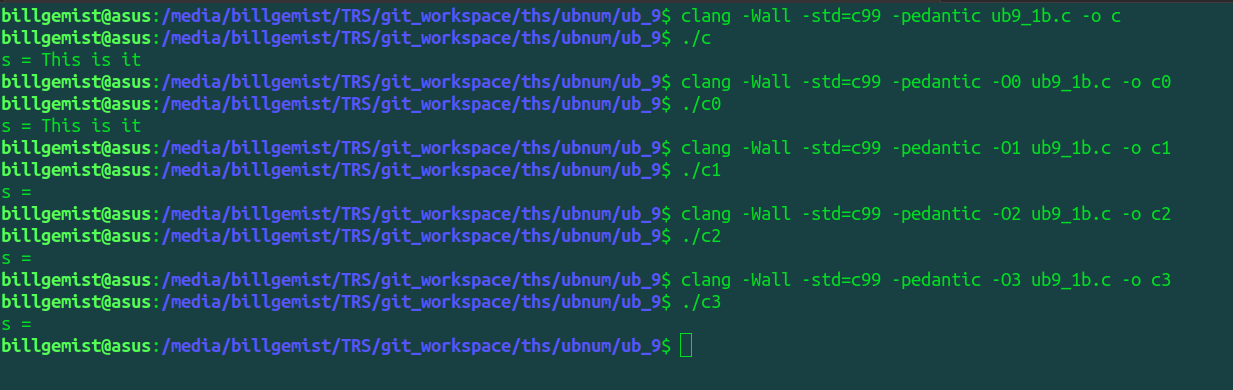 billgemist@asus:/media/billgemist/TRS/git_workspace/ths/ubnum/ub_9$ clang -Wall -std=c99 -pedantic ub9_1b.c -o c
billgemist@asus:/media/billgemist/TRS/git_workspace/ths/ubnum/ub_9$ ./c
s = This is it
billgemist@asus:/media/billgemist/TRS/git_workspace/ths/ubnum/ub_9$ clang -Wall -std=c99 -pedantic -O0 ub9_1b.c -o c0
billgemist@asus:/media/billgemist/TRS/git_workspace/ths/ubnum/ub_9$ ./c0
s = This is it
billgemist@asus:/media/billgemist/TRS/git_workspace/ths/ubnum/ub_9$ clang -Wall -std=c99 -pedantic -O1 ub9_1b.c -o c1
billgemist@asus:/media/billgemist/TRS/git_workspace/ths/ubnum/ub_9$ ./c1
s =
billgemist@asus:/media/billgemist/TRS/git_workspace/ths/ubnum/ub_9$ clang -Wall -std=c99 -pedantic -O2 ub9_1b.c -o c2
billgemist@asus:/media/billgemist/TRS/git_workspace/ths/ubnum/ub_9$ ./c2
s =
billgemist@asus:/media/billgemist/TRS/git_workspace/ths/ubnum/ub_9$ clang -Wall -std=c99 -pedantic -O3 ub9_1b.c -o c3
billgemist@asus:/media/billgemist/TRS/git_workspace/ths/ubnum/ub_9$ ./c3
s =
billgemist@asus:/media/billgemist/TRS/git_workspace/ths/ubnum/ub_9$